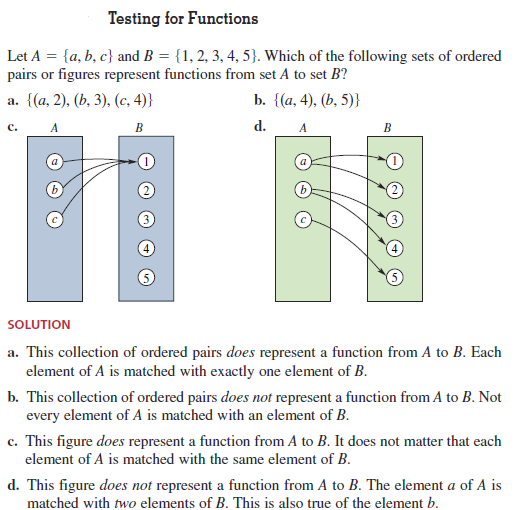 Testing for Functions
Let A = {a, b, c} and B = {1, 2, 3, 4, 5}. Which of the following sets of ordered
pairs or figures represent functions from set A to set B?
a. {(a, 2), (b, 3), (c, 4)}
b. {(a, 4), (b, 5)}
c.
A
B
a
b
c
1
2
3
4
5
d.
A
B
a
b
c
1
2
3
4
5
SOLUTION
a. This collection of ordered pairs does represent a function from A to B. Each
element of A is matched with exactly one element of B.
b. This collection of ordered pairs does not represent a function from A to B. Not
every element of A is matched with an element of B.
c. This figure does represent a function from A to B. It does not matter that each
element of A is matched with the same element of B.
d. This figure does not represent a function from A to B. The element a of A is
matched with two elements of B. This is also true of the element b.